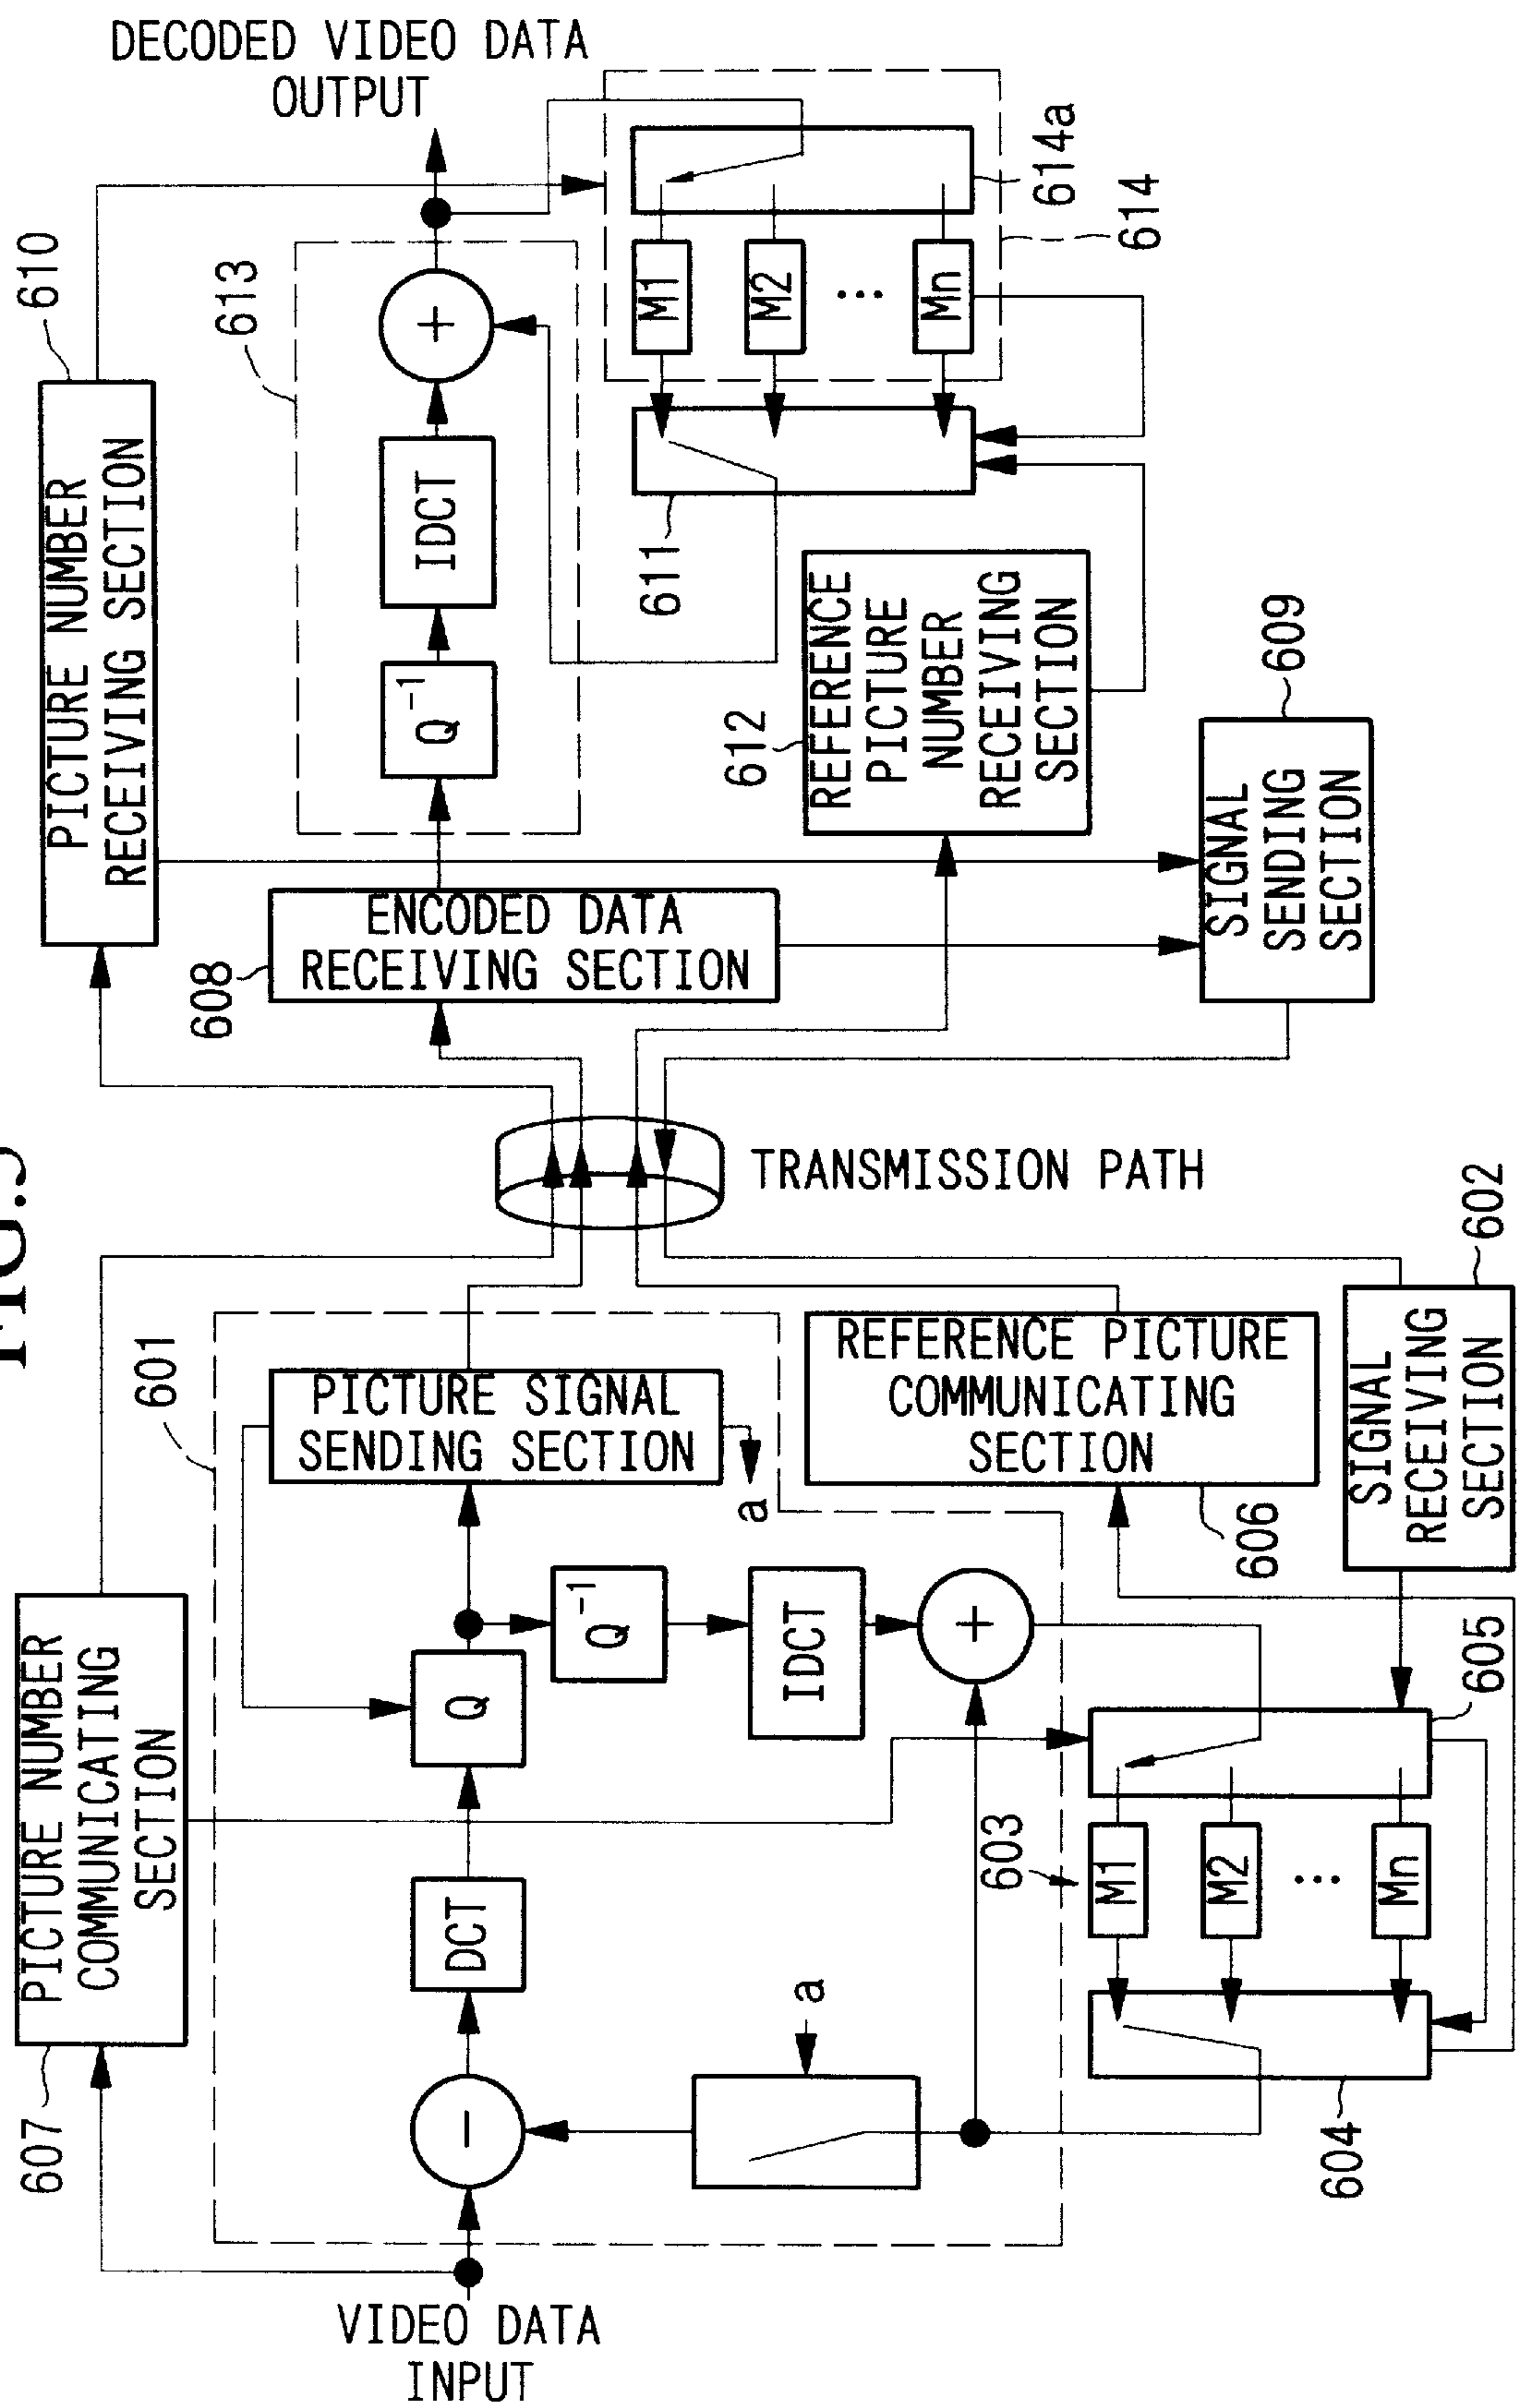 DECODED VIDEO DATA
OUTPUT
610
PICTURE NUMBER
RECEIVING SECTION
613
IDCT
+
Q⁻¹
M1
M2
...
Mn
614a
614
611
612
REFERENCE
PICTURE
NUMBER
RECEIVING
SECTION
608
ENCODED DATA
RECEIVING SECTION
609
SIGNAL
SENDING
SECTION
TRANSMISSION PATH
601
PICTURE SIGNAL
SENDING SECTION
a
REFERENCE PICTURE
COMMUNICATING
SECTION
606
602
SIGNAL
RECEIVING
SECTION
607
PICTURE NUMBER
COMMUNICATING
SECTION
Q
Q⁻¹
IDCT
+
DCT
−
a
603
M1
M2
...
Mn
605
604
VIDEO DATA
INPUT